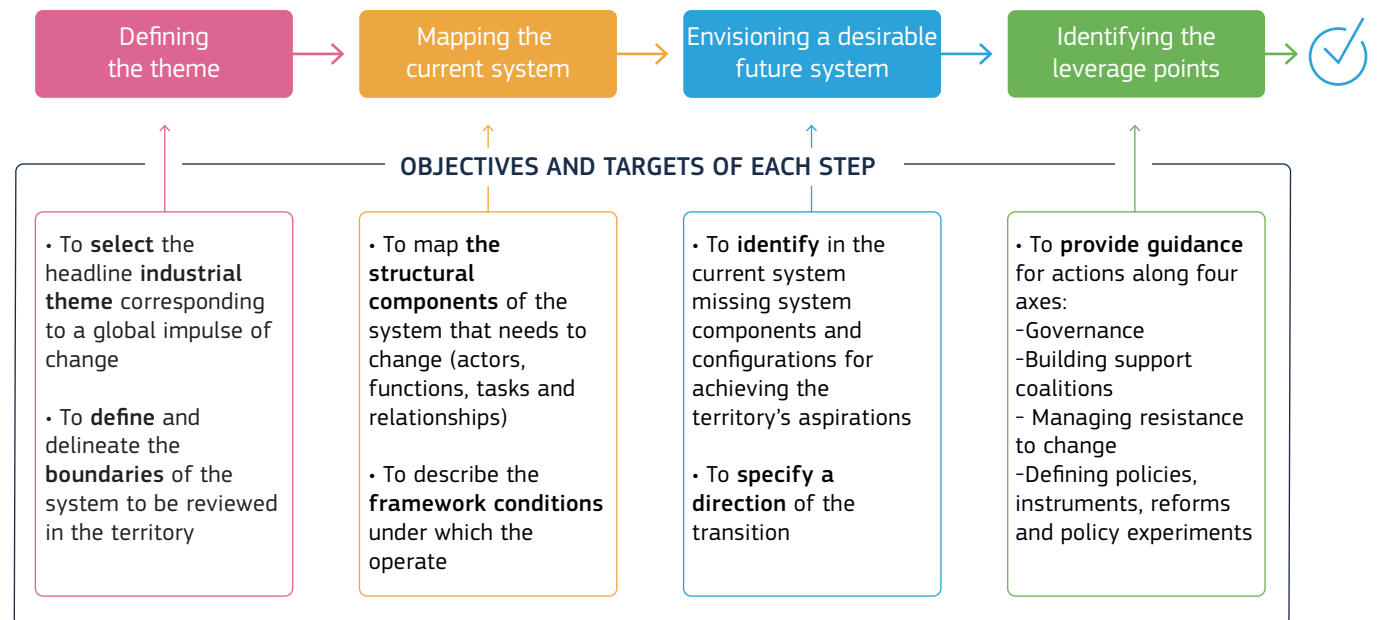 Defining
the theme
Mapping the
current system
Envisioning a desirable
future system
Identifying the
leverage points
OBJECTIVES AND TARGETS OF EACH STEP
• To select the
headline industrial
theme corresponding
to a global impulse of
change
• To define and
delineate the
boundaries of the
system to be reviewed
in the territory
• To map the
structural
components of the
system that needs to
change (actors,
functions, tasks and
relationships)
• To describe the
framework conditions
under which the
operate
• To identify in the
current system
missing system
components and
configurations for
achieving the
territory's aspirations
• To specify a
direction of the
transition
• To provide guidance
for actions along four
axes:
-Governance
-Building support
coalitions
- Managing resistance
to change
-Defining policies,
instruments, reforms
and policy experiments